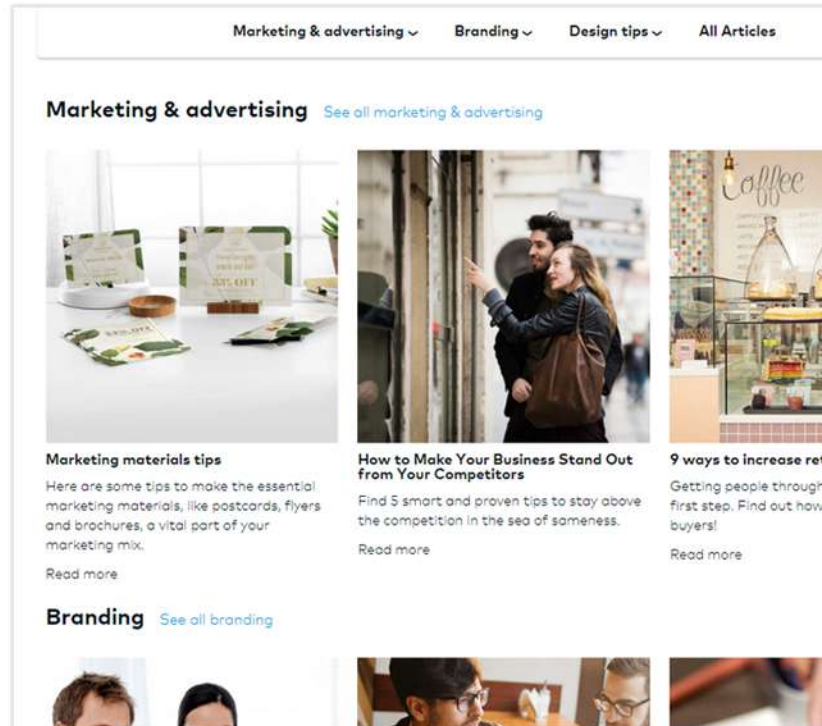 Marketing & advertising Branding Design tips All Articles
Marketing & advertising See all marketing & advertising
Coffee
33% OFF
Marketing materials tips
Here are some tips to make the essential
marketing materials, like postcards, flyers
and brochures, a vital part of your
marketing mix.
Read more
How to Make Your Business Stand Out
from Your Competitors
Find 5 smart and proven tips to stay above
the competition in the sea of sameness.
Read more
9 ways to increase ret
Getting people through
first step. Find out how
buyers!
Read more
Branding See all branding